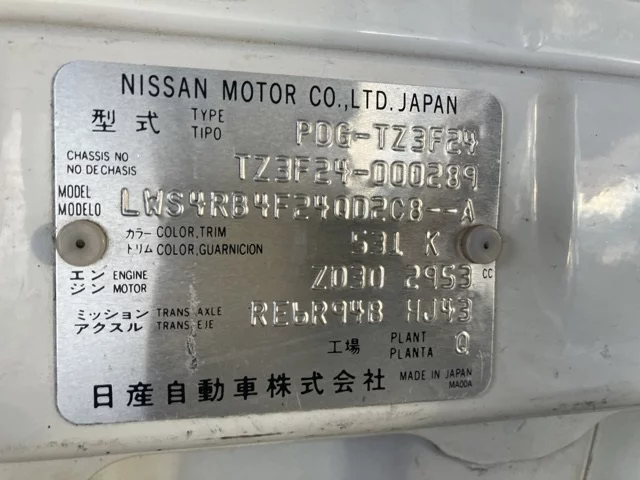 NISSAN MOTOR CO.,LTD. JAPAN
型式 TYPE TIPO PDG-TZ3F24
CHASSIS NO NO DE CHASIS TZ3F24-000289
MODEL MODELO LWS4RB4F24QD2C8--A
カラー COLOR, TRIM トリム COLOR, GUARNICION 531 K
エンジン ENGINE MOTOR ZD30 2953 CC
ミッション TRANS. AXLE アクスル TRANS. EJE RE6R94B HJ43
工場 PLANT PLANTA Q
日産自動車株式会社 MADE IN JAPAN
MA00A